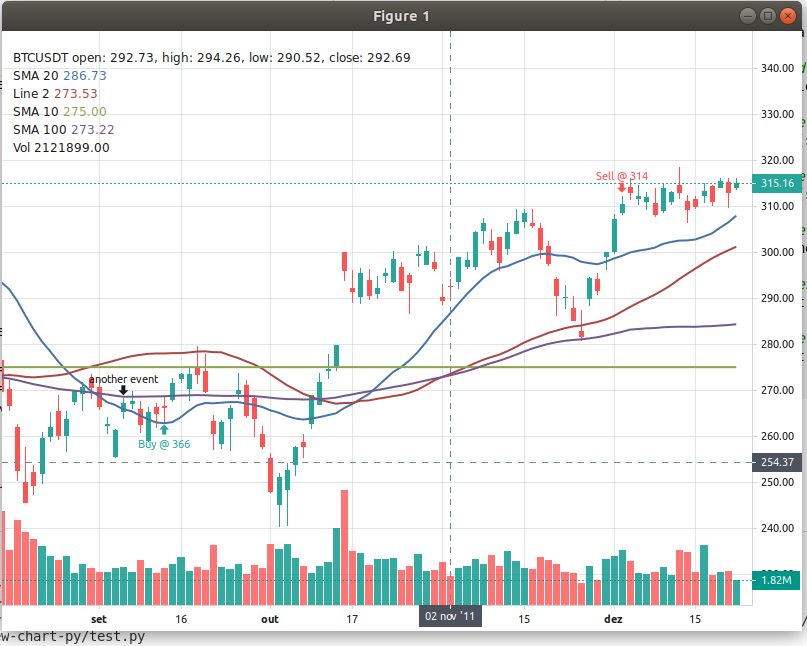 Figure 1
BTCUSDT open: 292.73, high: 294.26, low: 290.52, close: 292.69
SMA 20 286.73
Line 2 273.53
SMA 10 275.00
SMA 100 273.22
Vol 2121899.00
340.00
330.00
320.00
Sell @ 314
315.16
310.00
300.00
290.00
280.00
another event
270.00
Buy @ 366
260.00
254.37
250.00
240.00
1.82M
set
16
out
17
02 nov '11
15
dez
15
ew-chart-py/test.py